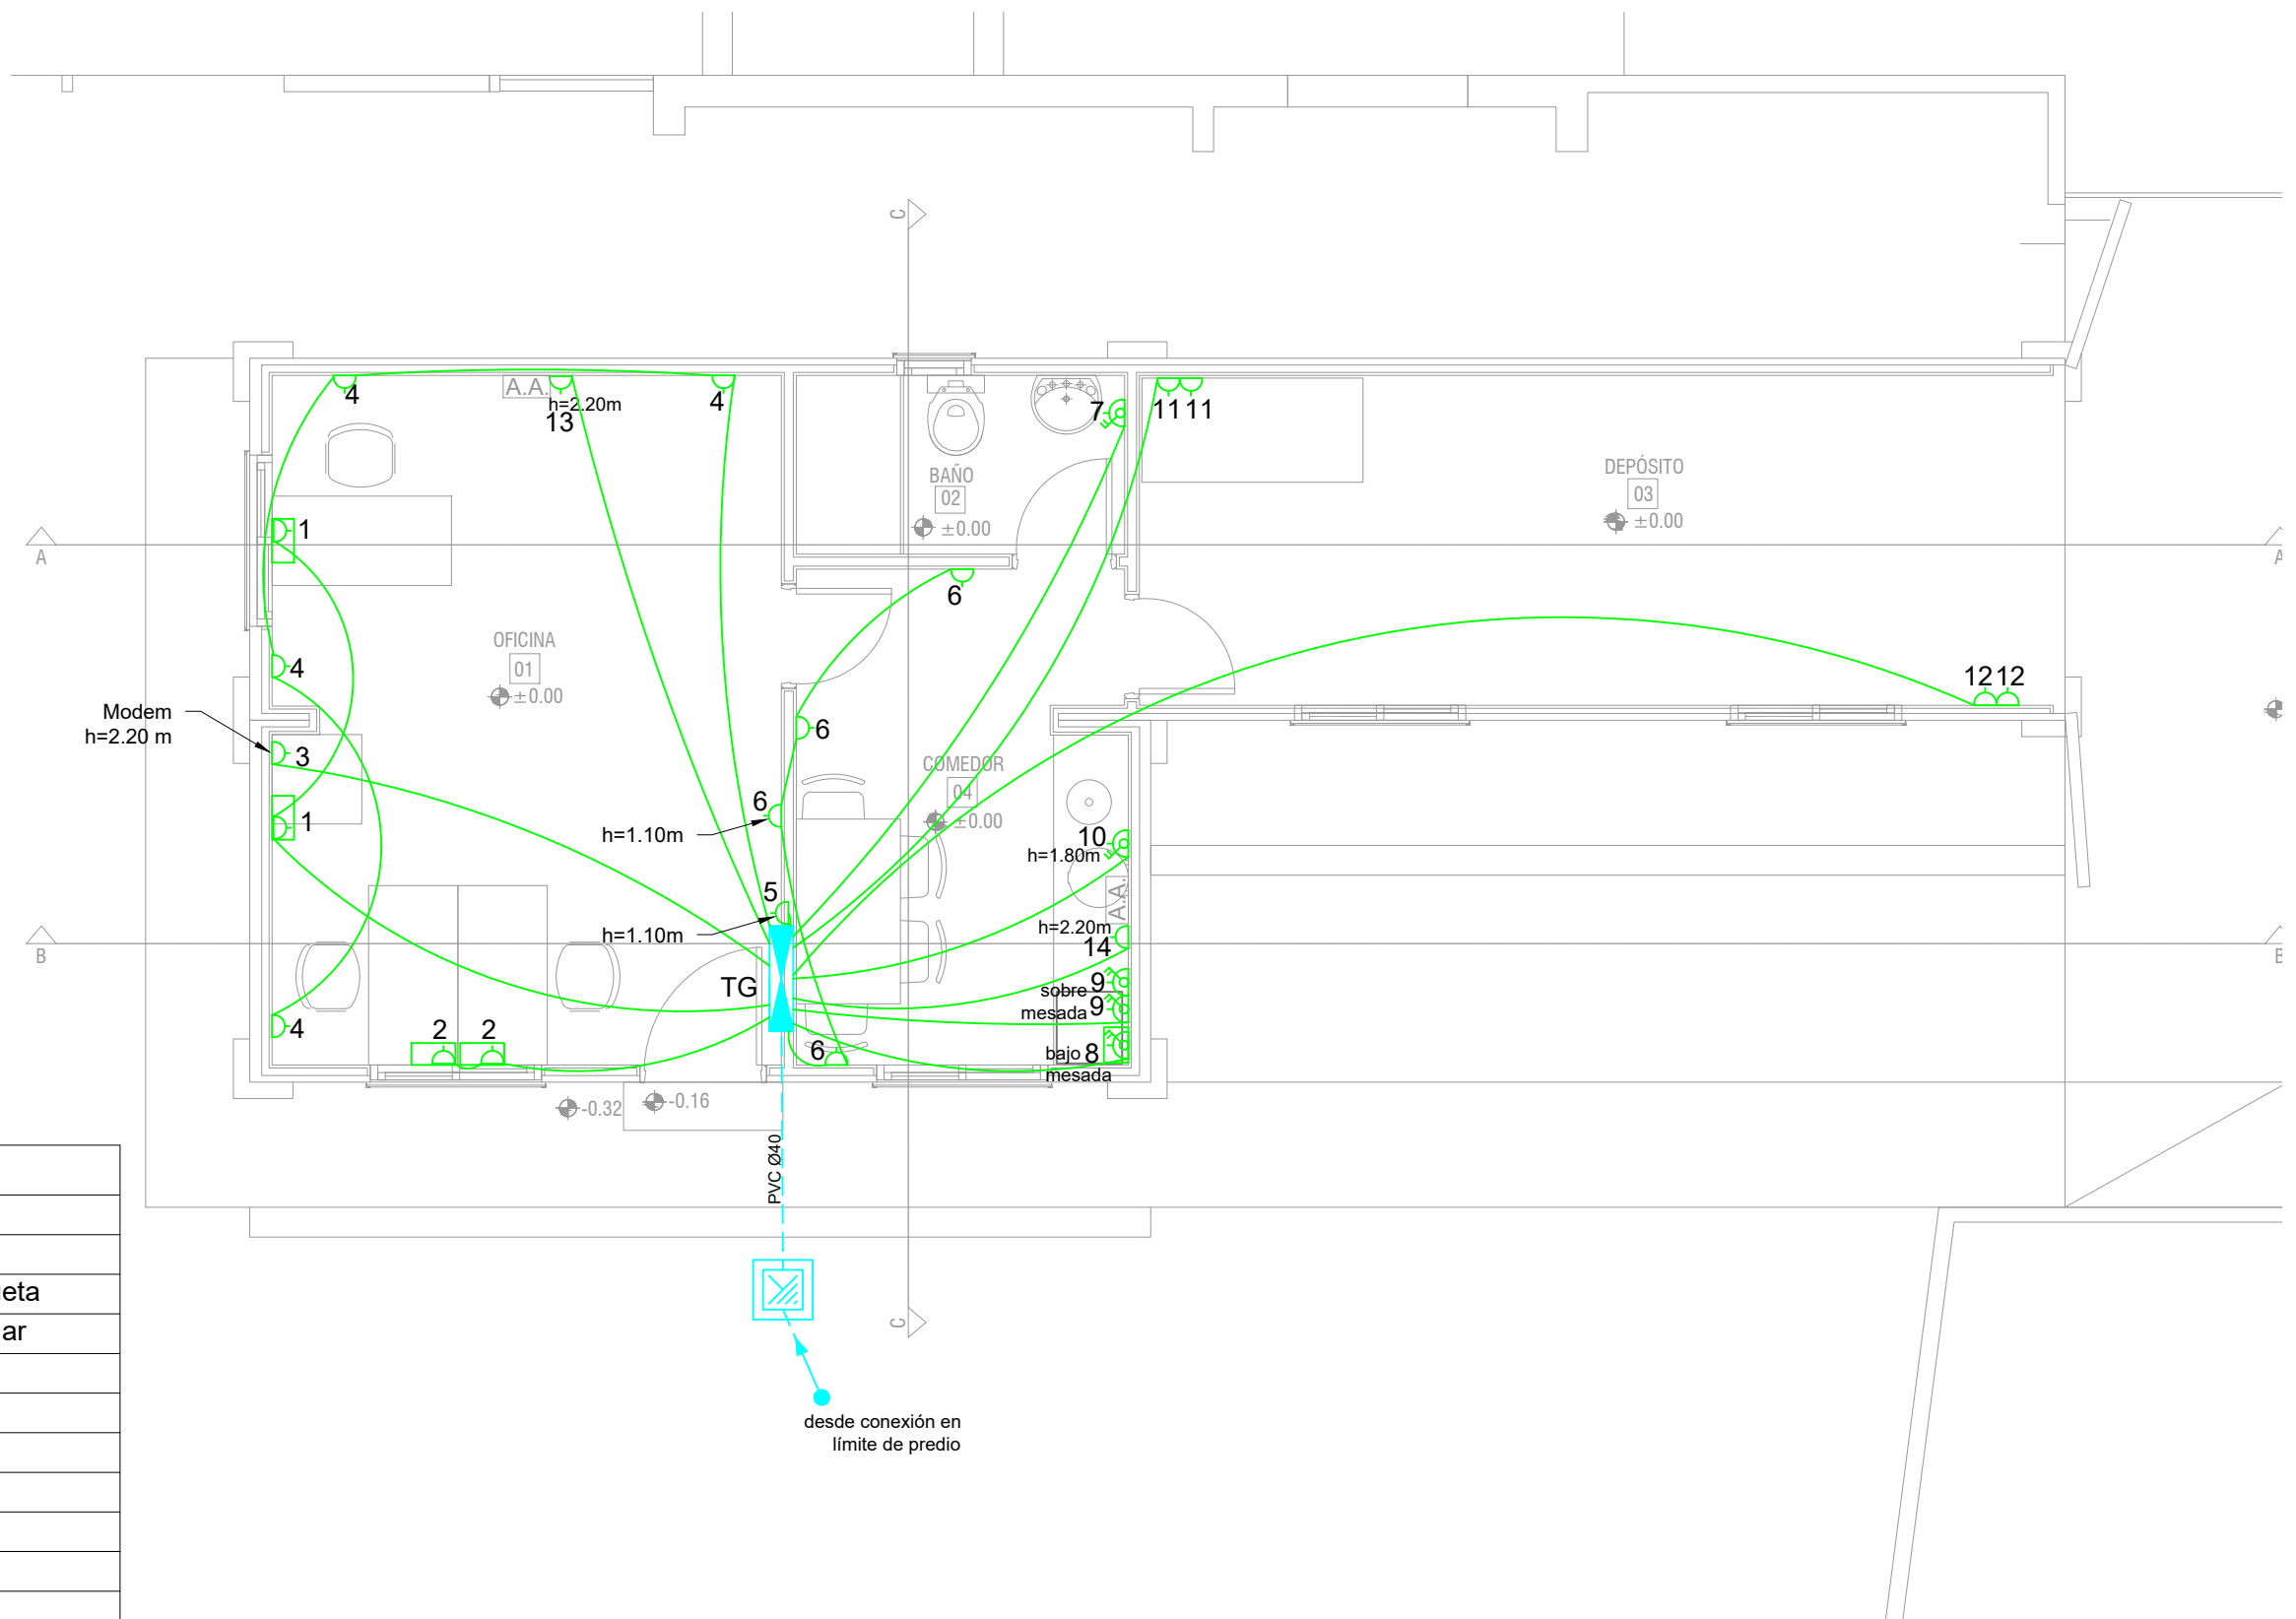 C
A.A.
4
h=2.20m
13
4
7
11 11
BAÑO
02
±0.00
DEPÓSITO
03
±0.00
1
A
A
6
OFICINA
01
±0.00
4
12 12
Modem
h=2.20 m
3
6
COMEDOR
04
±0.00
6
h=1.10m
1
10
h=1.80m
A.A.
5
h=1.10m
h=2.20m
14
B
B
TG
sobre
mesada
9
9
4
2
2
6
bajo
mesada
8
-0.32
-0.16
PVC Ø40
eta
ar
C
desde conexión en
límite de predio